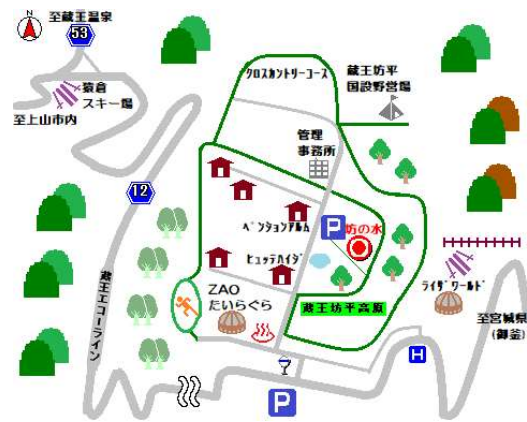 至蔵王温泉
53
猿倉
スキー場
至上山市内
クロスカントリーコース
蔵王坊平
国設野営場
管理
事務所
12
ペンションアルム
P
坊の水
ヒュッテハイジ
ZAO
たいらぐら
蔵王坊平高原
ライザワールド
至宮城県
(御釜)
蔵王エコーライン
H
P